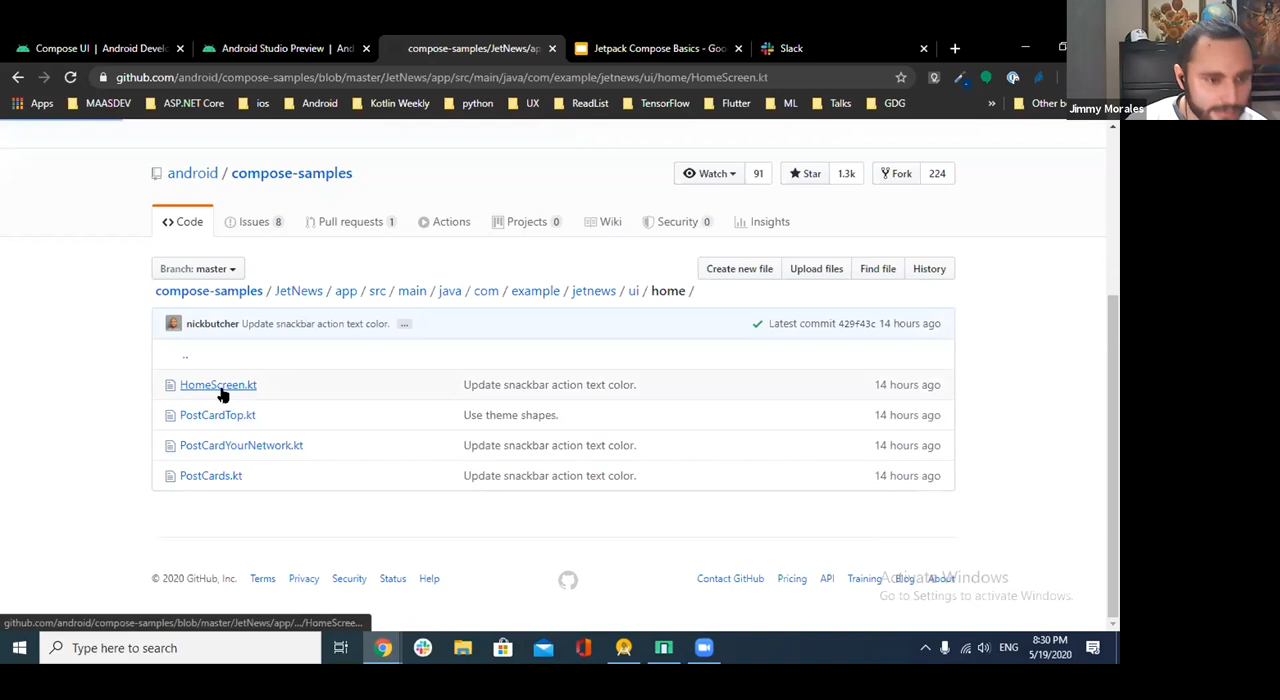 Compose UI | Android Devel
Android Studio Preview | And
compose-samples/JetNews/ap
Jetpack Compose Basics - Goo
Slack
github.com/android/compose-samples/blob/master/JetNews/app/src/main/java/com/example/jetnews/ui/home/HomeScreen.kt
Apps MAASDEV ASP.NET Core ios Android Kotlin Weekly python UX ReadList TensorFlow Flutter ML Talks GDG » Other b
Jimmy Morales
android / compose-samples
Watch 91 Star 1.3k Fork 224
Code Issues 8 Pull requests 1 Actions Projects 0 Wiki Security 0 Insights
Branch: master
Create new file Upload files Find file History
compose-samples / JetNews / app / src / main / java / com / example / jetnews / ui / home /
nickbutcher Update snackbar action text color. ... Latest commit 429f43c 14 hours ago
..
HomeScreen.kt Update snackbar action text color. 14 hours ago
PostCardTop.kt Use theme shapes. 14 hours ago
PostCardYourNetwork.kt Update snackbar action text color. 14 hours ago
PostCards.kt Update snackbar action text color. 14 hours ago
© 2020 GitHub, Inc. Terms Privacy Security Status Help Contact GitHub Pricing API Training Blog About
Activate Windows
Go to Settings to activate Windows.
github.com/android/compose-samples/blob/master/JetNews/app/.../HomeScree...
Type here to search
ENG
8:30 PM
5/19/2020